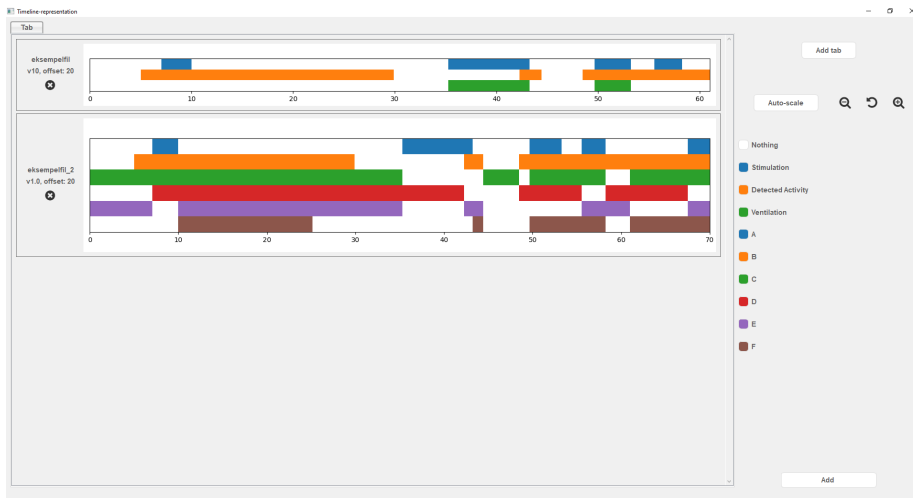 Timeline-representation
Tab
eksempelfil
v10, offset: 20
0 10 20 30 40 50 60
eksempelfil_2
v1.0, offset: 20
0 10 20 30 40 50 60 70
Add tab
Auto-scale
Nothing
Stimulation
Detected Activity
Ventilation
A
B
C
D
E
F
Add